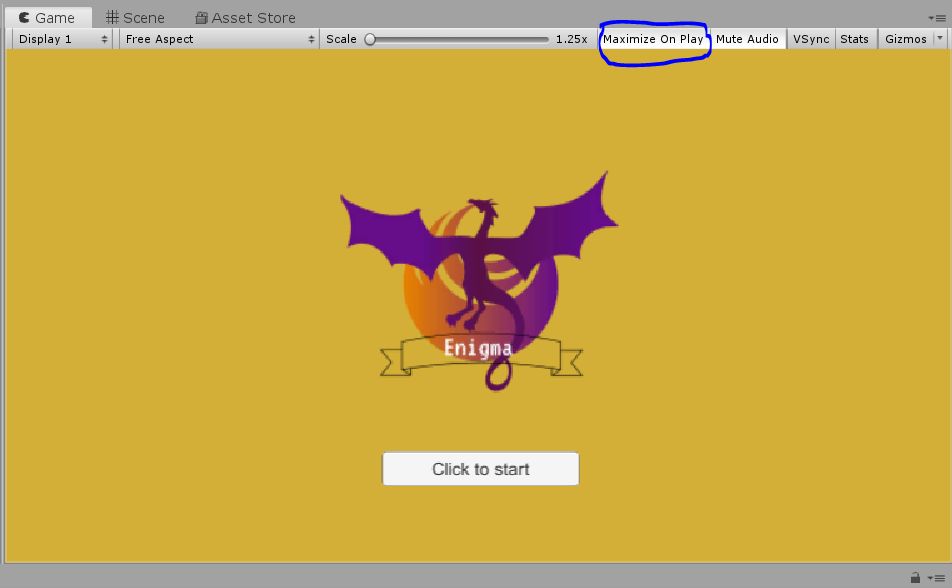 Game Scene Asset Store
Display 1 Free Aspect Scale 1.25x Maximize On Play Mute Audio VSync Stats Gizmos
Enigma
Click to start